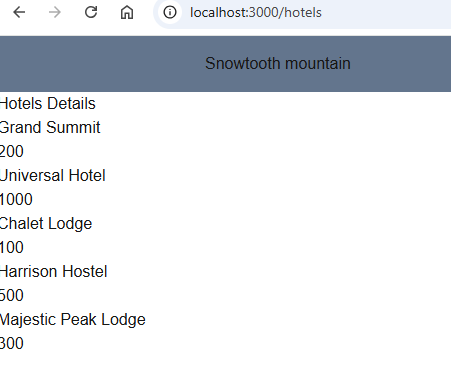 localhost:3000/hotels
Snowtooth mountain
Hotels Details
Grand Summit
200
Universal Hotel
1000
Chalet Lodge
100
Harrison Hostel
500
Majestic Peak Lodge
300